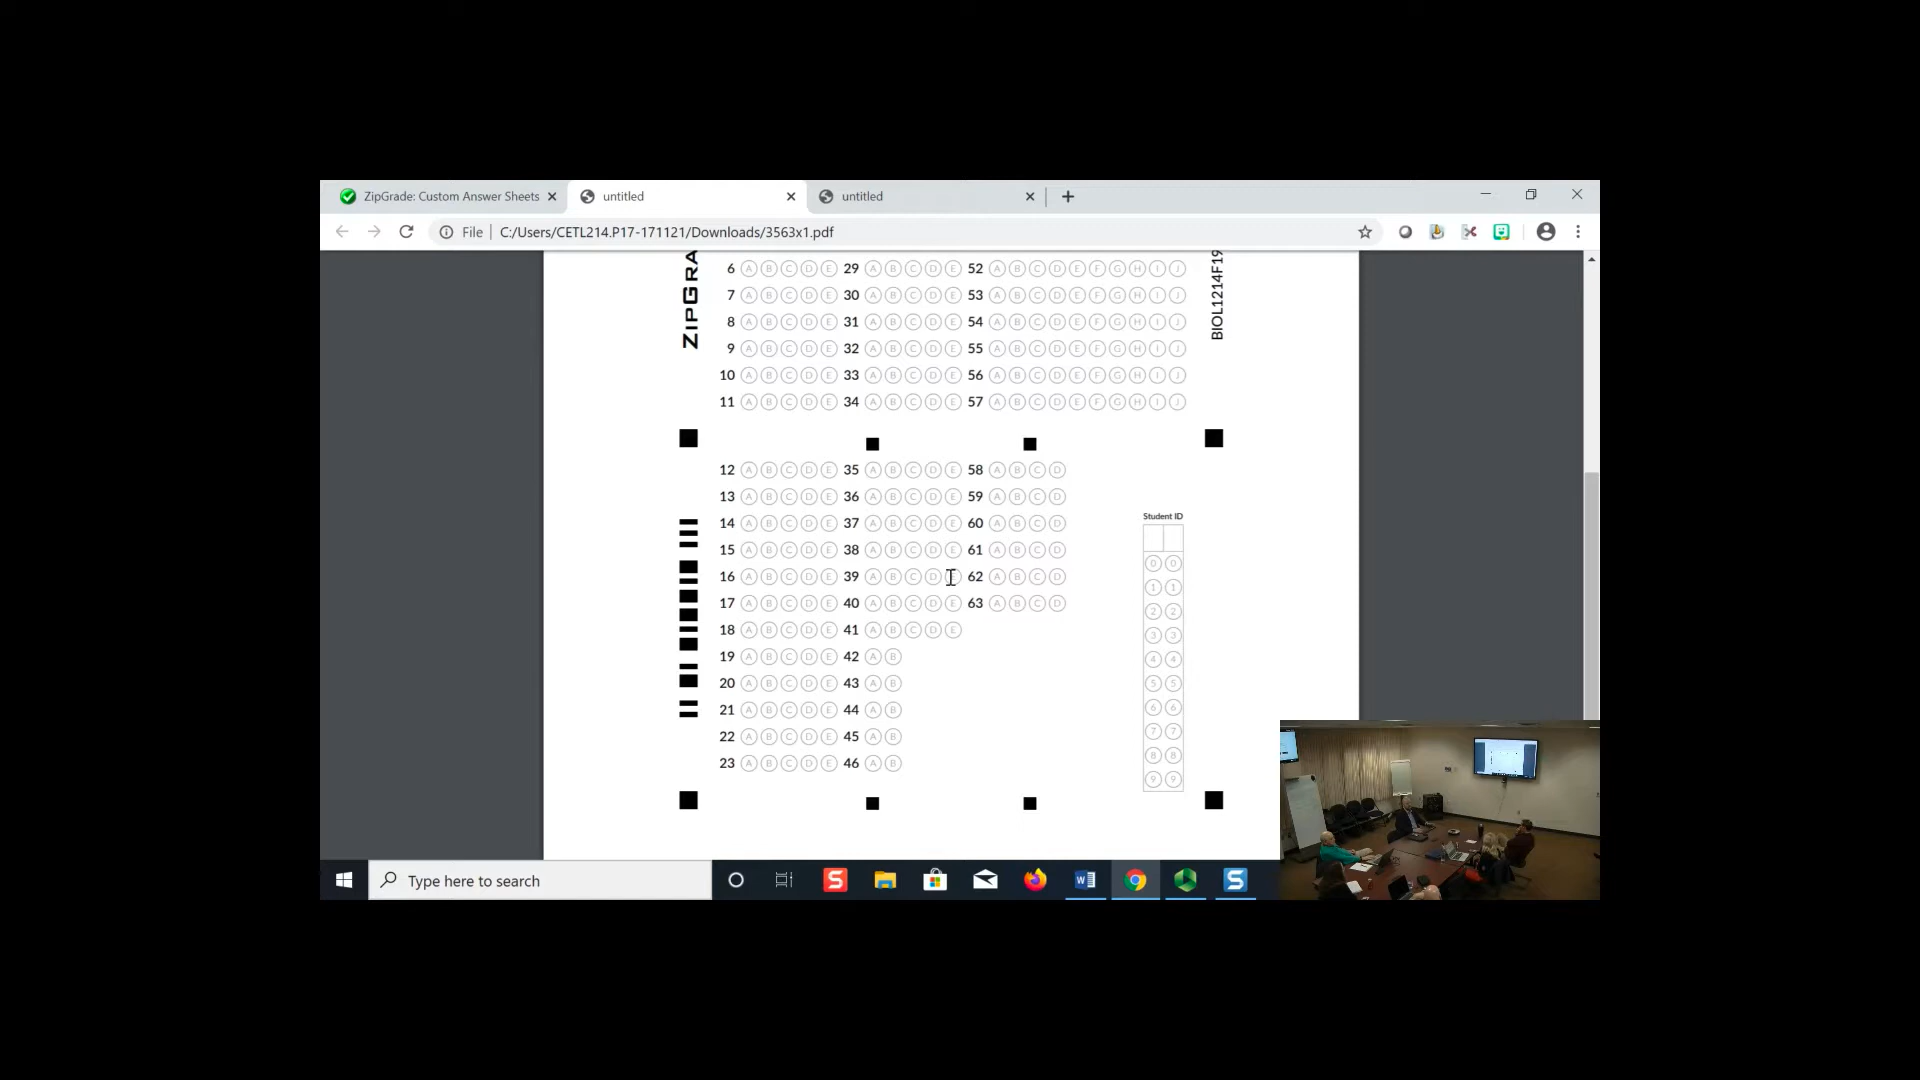 ZipGrade: Custom Answer Sheets
untitled
untitled
File
C:/Users/CETL214.P17-171121/Downloads/3563x1.pdf
ZIPGRA
BIOL1214F19
6 A B C D E 29 A B C D E 52 A B C D E F G H I J
7 A B C D E 30 A B C D E 53 A B C D E F G H I J
8 A B C D E 31 A B C D E 54 A B C D E F G H I J
9 A B C D E 32 A B C D E 55 A B C D E F G H I J
10 A B C D E 33 A B C D E 56 A B C D E F G H I J
11 A B C D E 34 A B C D E 57 A B C D E F G H I J
12 A B C D E 35 A B C D E 58 A B C D
13 A B C D E 36 A B C D E 59 A B C D
14 A B C D E 37 A B C D E 60 A B C D
15 A B C D E 38 A B C D E 61 A B C D
16 A B C D E 39 A B C D E 62 A B C D
17 A B C D E 40 A B C D E 63 A B C D
18 A B C D E 41 A B C D E
19 A B C D E 42 A B
20 A B C D E 43 A B
21 A B C D E 44 A B
22 A B C D E 45 A B
23 A B C D E 46 A B
Student ID
0 0
1 1
2 2
3 3
4 4
5 5
6 6
7 7
8 8
9 9
Type here to search